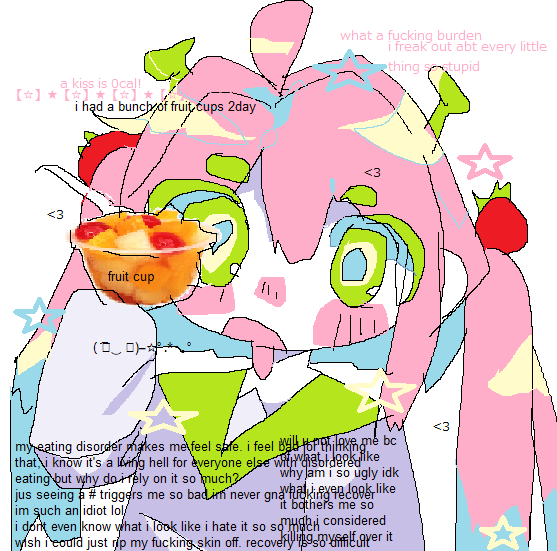 what a fucking burden
i freak out abt every little
thing so stupid
a kiss is 0cal!
【☆】★【☆】★【☆】★【☆
i had a bunch of fruit cups 2day
<3
<3
fruit cup
<3
my eating disorder makes me feel safe. i feel bad for thinking
that; i know it's a living hell for everyone else with disordered
eating but why do i rely on it so much?
jus seeing a # triggers me so bad im never gna fucking recover
im such an idiot lol
i dont even know what i look like i hate it so so much
wish i could just rip my fucking skin off. recovery is so difficult
will u not love me bc
of what i look like
why am i so ugly idk
what i even look like
it bothers me so
much i considered
killing myself over it